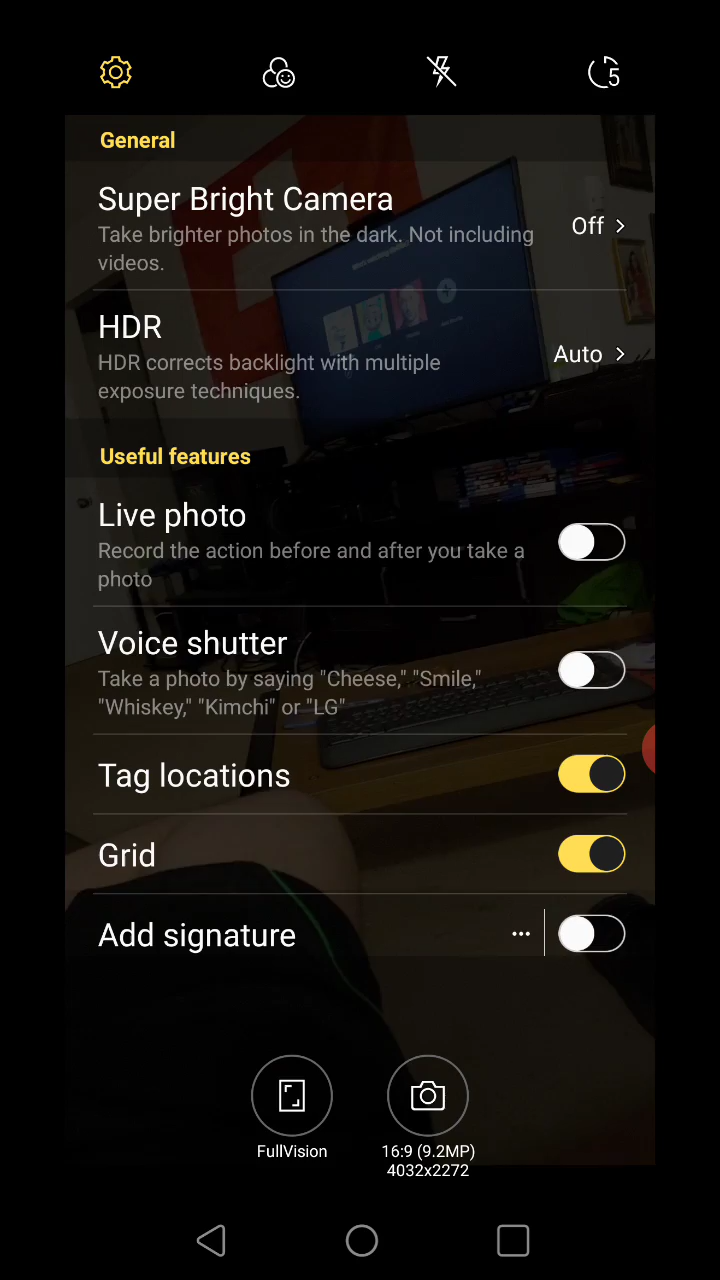 5
General
Super Bright Camera
Take brighter photos in the dark. Not including
videos.
Off
HDR
HDR corrects backlight with multiple
exposure techniques.
Auto
Useful features
Live photo
Record the action before and after you take a
photo
Voice shutter
Take a photo by saying "Cheese," "Smile,"
"Whiskey," "Kimchi" or "LG"
Tag locations
Grid
Add signature
FullVision
16:9 (9.2MP)
4032x2272